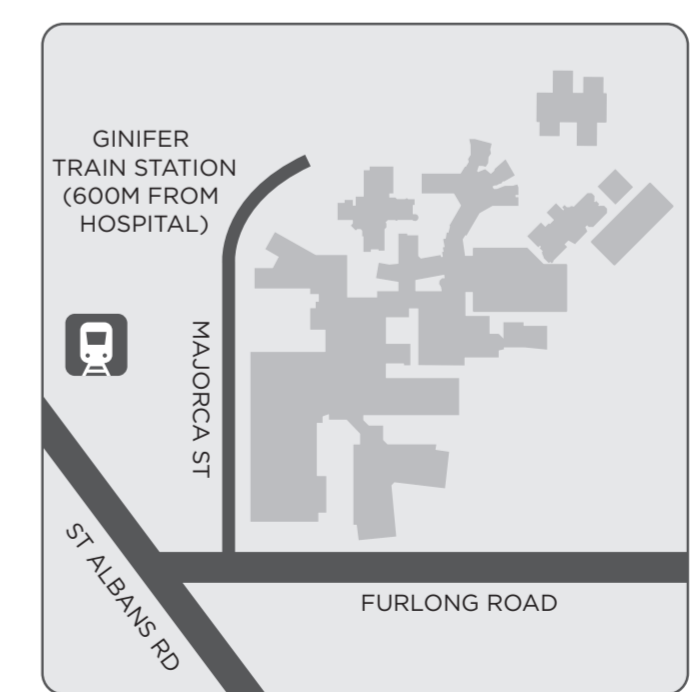 GINIFER
TRAIN STATION
(600M FROM
HOSPITAL)
MAJORCA ST
ST ALBANS RD
FURLONG ROAD